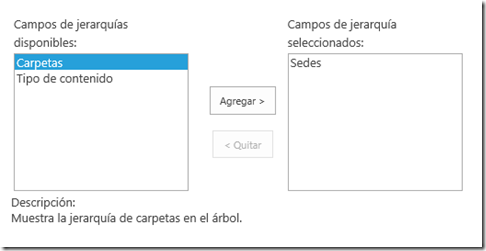 Campos de jerarquías
disponibles:
Carpetas
Tipo de contenido
Agregar >
< Quitar
Campos de jerarquía
seleccionados:
Sedes
Descripción:
Muestra la jerarquía de carpetas en el árbol.